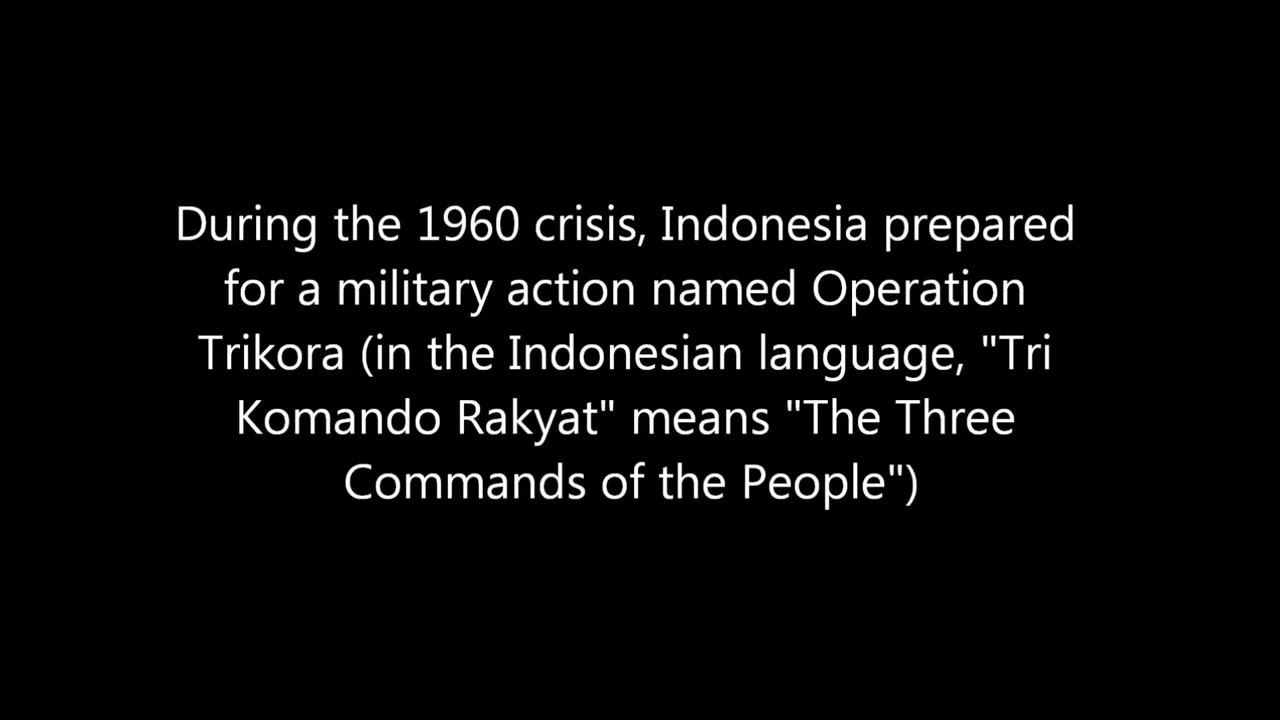 During the 1960 crisis, Indonesia prepared
for a military action named Operation
Trikora (in the Indonesian language, "Tri
Komando Rakyat" means "The Three
Commands of the People")